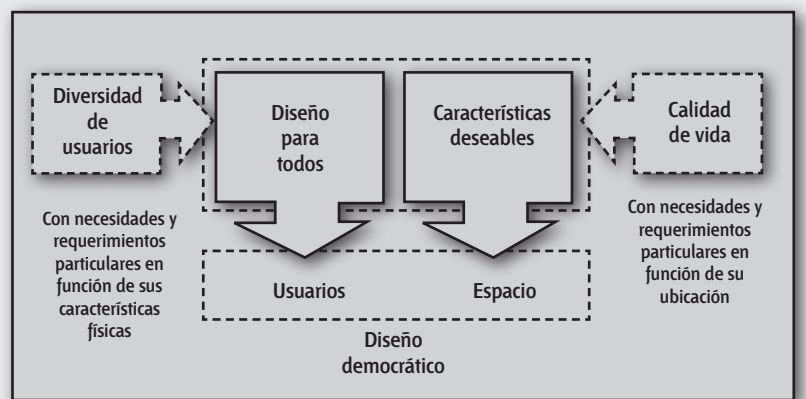 Diversidad
de
usuarios
Diseño
para
todos
Características
deseables
Calidad
de vida
Con necesidades y
requerimientos
particulares en
función de sus
características
físicas
Con necesidades y
requerimientos
particulares en
función de su
ubicación
Usuarios
Espacio
Diseño
democrático